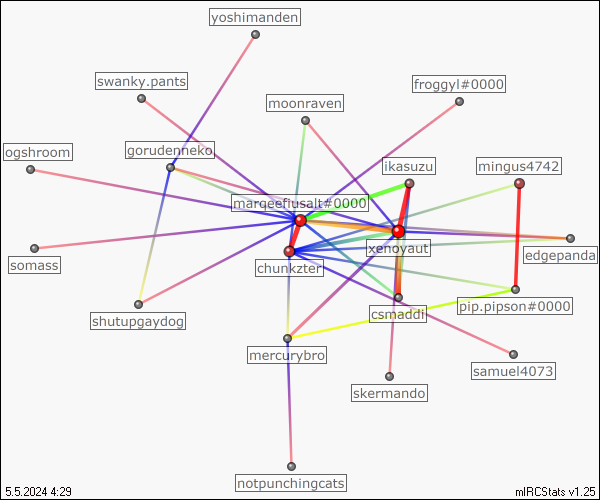 yoshimanden
swanky.pants
froggyl#0000
moonraven
ogshroom
gorudenneko
ikasuzu
mingus4742
marqesfiusalt#0000
xenoyaut
edgepanda
somass
chunkzter
shutupgaydog
csmaddi
pip.pipson#0000
mercurybro
samuel4073
skermando
notpunchingcats
5.5.2024 4:29
mIRCStats v1.25